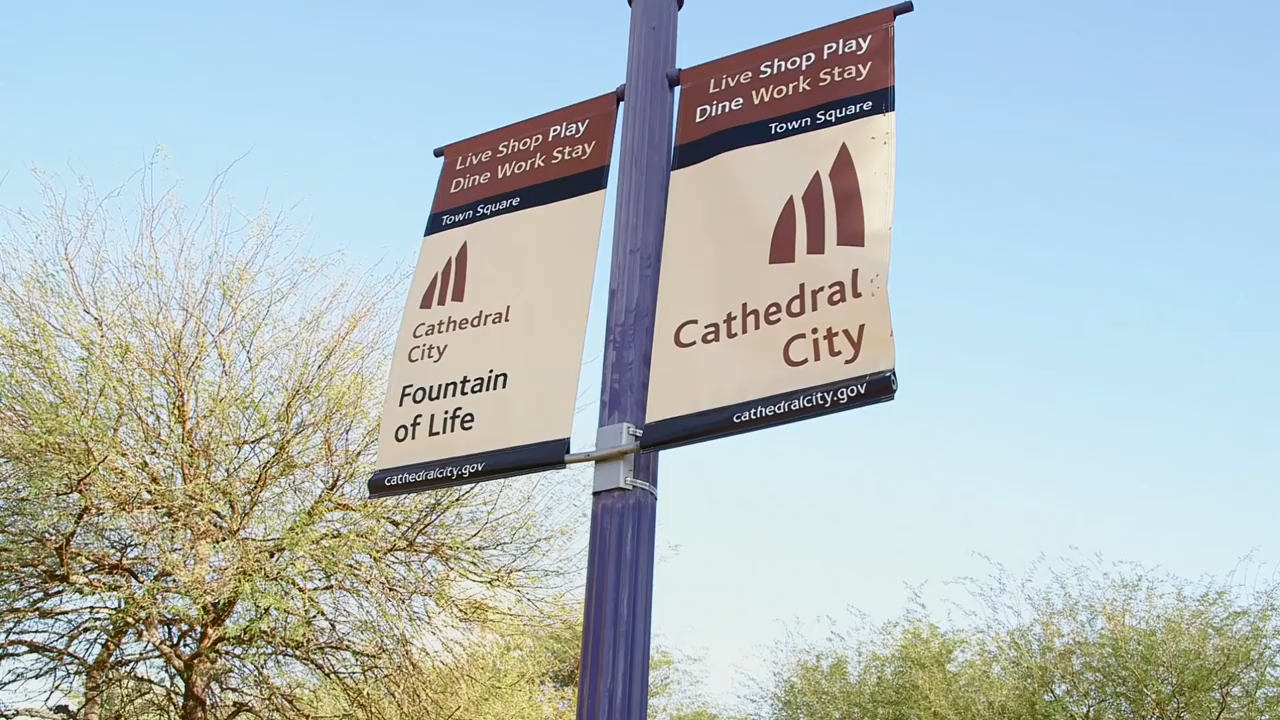 Live Shop Play
Dine Work Stay
Town Square
Cathedral
City
Fountain
of Life
cathedralcity.gov
Live Shop Play
Dine Work Stay
Town Square
Cathedral
City
cathedralcity.gov